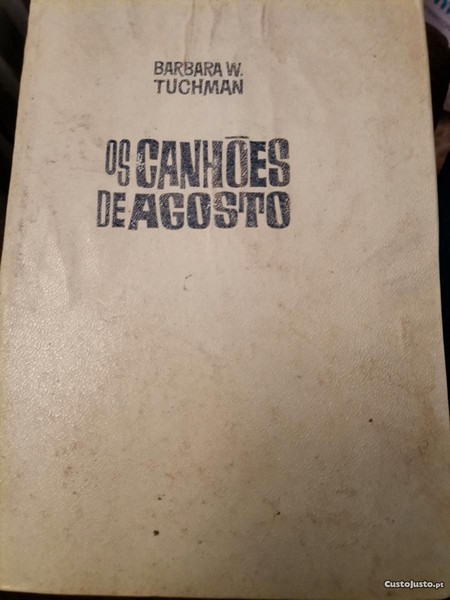 BARBARA W.
TUCHMAN
OS CANHÕES
DE AGOSTO
CustoJusto.pt